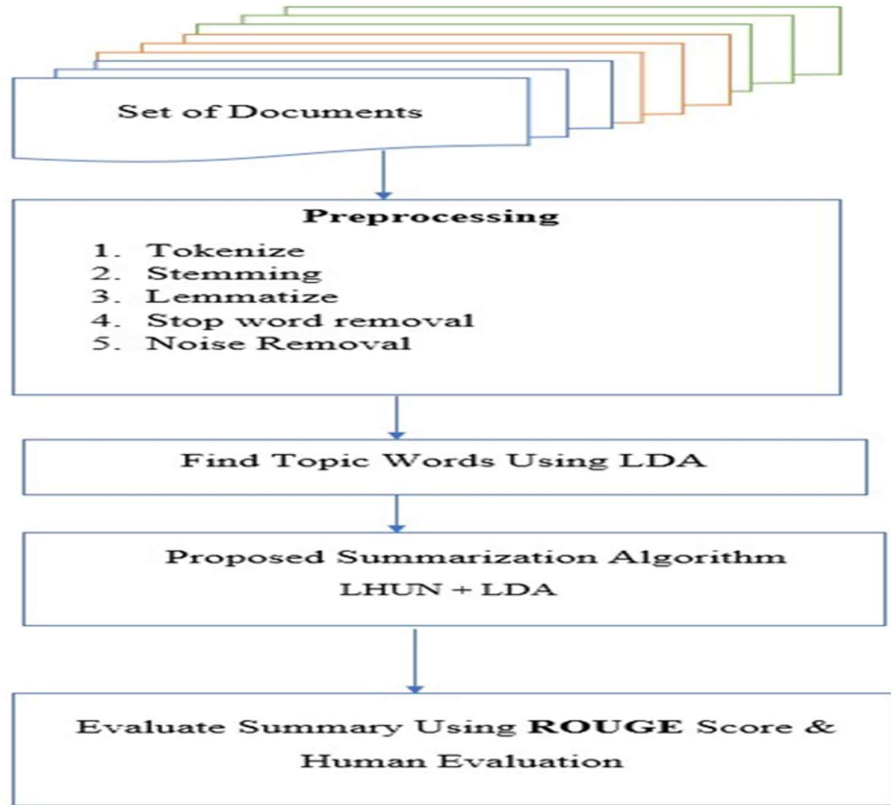 Set of Documents
Preprocessing
1. Tokenize
2. Stemming
3. Lemmatize
4. Stop word removal
5. Noise Removal
Find Topic Words Using LDA
Proposed Summarization Algorithm
LHUN + LDA
Evaluate Summary Using ROUGE Score &
Human Evaluation